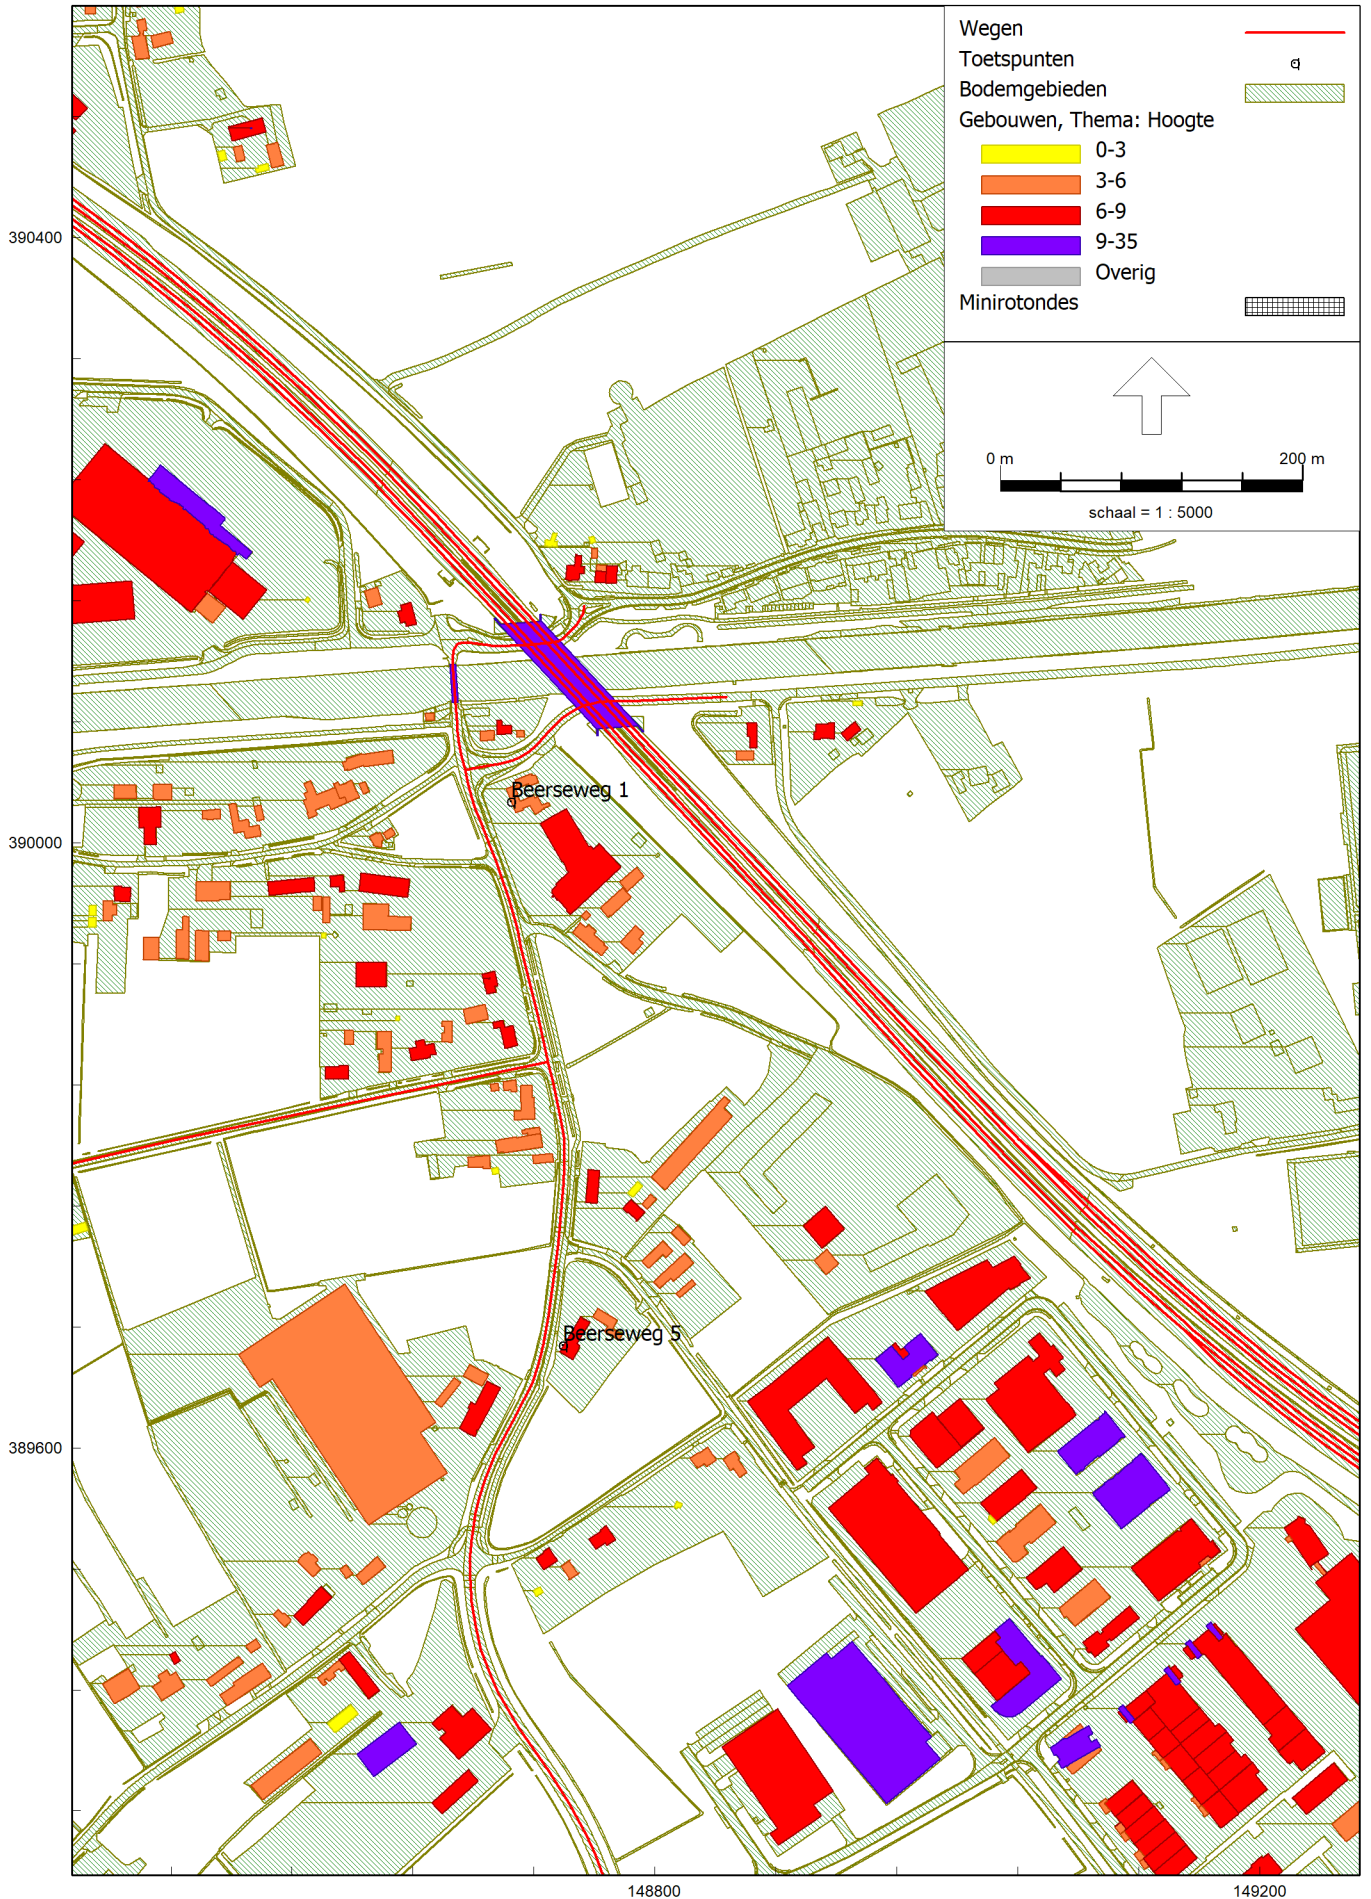 Wegen
Toetspunten
Bodemgebieden
Gebouwen, Thema: Hoogte
0-3
3-6
6-9
9-35
Overig
Minirotondes
0 m 200 m
schaal = 1 : 5000
390400
Beerseweg 1
390000
Beerseweg 5
389600
148800 149200